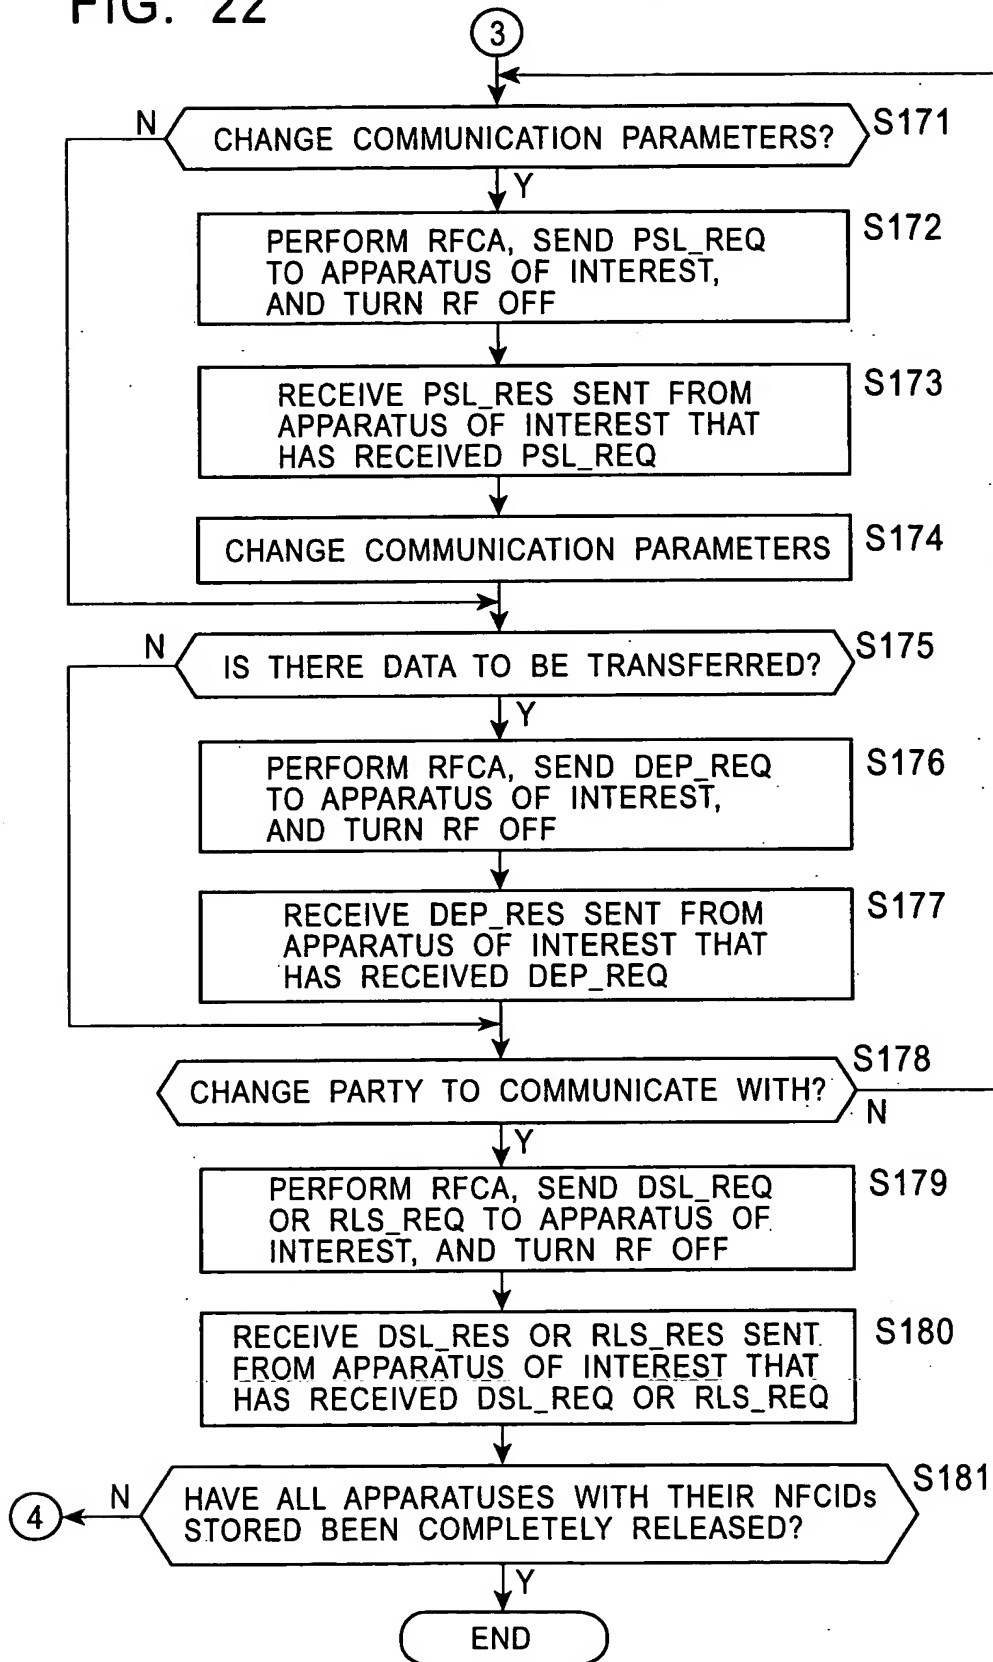 FIG. 22
3
N
CHANGE COMMUNICATION PARAMETERS?
S171
Y
PERFORM RFCA, SEND PSL_REQ
TO APPARATUS OF INTEREST,
AND TURN RF OFF
S172
RECEIVE PSL_RES SENT FROM
APPARATUS OF INTEREST THAT
HAS RECEIVED PSL_REQ
S173
CHANGE COMMUNICATION PARAMETERS
S174
N
IS THERE DATA TO BE TRANSFERRED?
S175
Y
PERFORM RFCA, SEND DEP_REQ
TO APPARATUS OF INTEREST,
AND TURN RF OFF
S176
RECEIVE DEP_RES SENT FROM
APPARATUS OF INTEREST THAT
HAS RECEIVED DEP_REQ
S177
CHANGE PARTY TO COMMUNICATE WITH?
S178
N
Y
PERFORM RFCA, SEND DSL_REQ
OR RLS_REQ TO APPARATUS OF
INTEREST, AND TURN RF OFF
S179
RECEIVE DSL_RES OR RLS_RES SENT
FROM APPARATUS OF INTEREST THAT
HAS RECEIVED DSL_REQ OR RLS_REQ
S180
4
N
HAVE ALL APPARATUSES WITH THEIR NFCIDs
STORED BEEN COMPLETELY RELEASED?
S181
Y
END